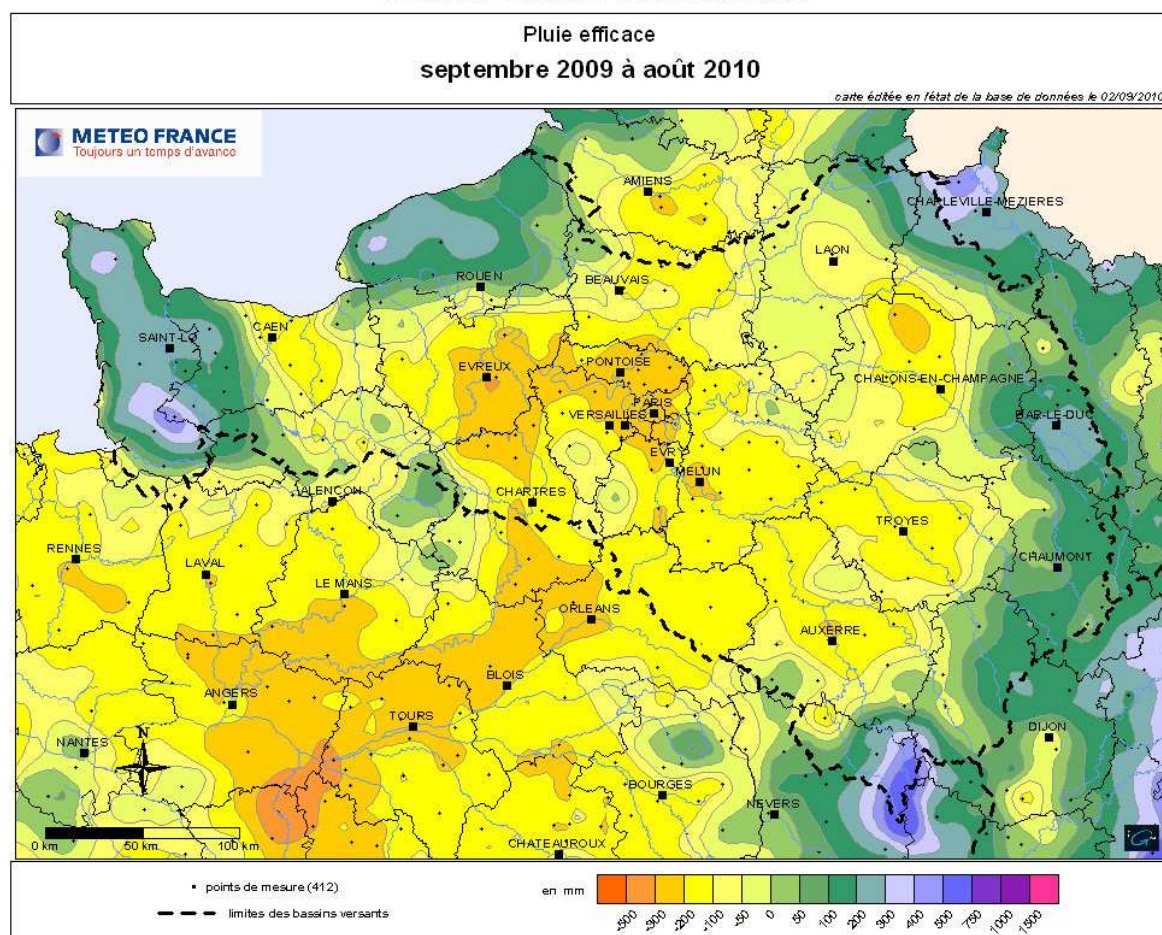 Pluie efficace
septembre 2009 à août 2010
carte éditée en l'état de la base de données le 02/09/2010
METEO FRANCE
Toujours un temps d'avance
AMIENS
CHARLEVILLE-MEZIERES
LAON
ROUEN
BEAUVAIS
CAEN
SAINT-LO
EVREUX
PONTOISE
CHALONS-EN-CHAMPAGNE
PARIS
VERSAILLES
BAR-LE-DUC
EVRY
MELUN
ALENCON
CHARTRES
TROYES
RENNES
LAVAL
CHAUMONT
LE MANS
ORLEANS
AUXERRE
BLOIS
ANGERS
TOURS
NANTES
N
DIJON
BOURGES
NEVERS
0 km 50 km 100 km
CHATEAUROUX
points de mesure (412)
limites des bassins versants
en mm
-500 -300 -200 -100 -50 0 50 100 200 300 400 500 750 1000 1500